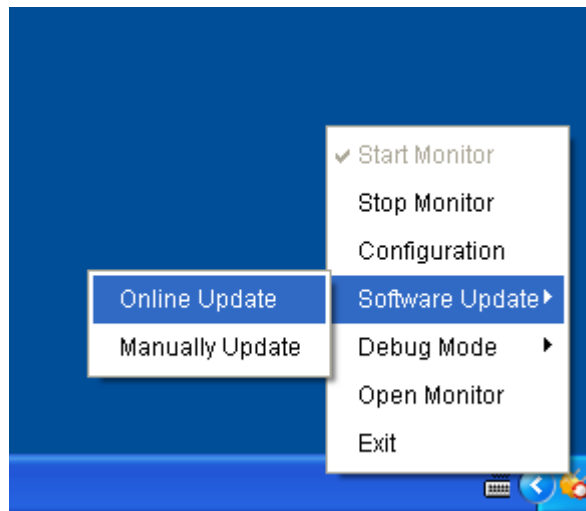 Start Monitor
Stop Monitor
Configuration
Online Update
Software Update
Manually Update
Debug Mode
Open Monitor
Exit